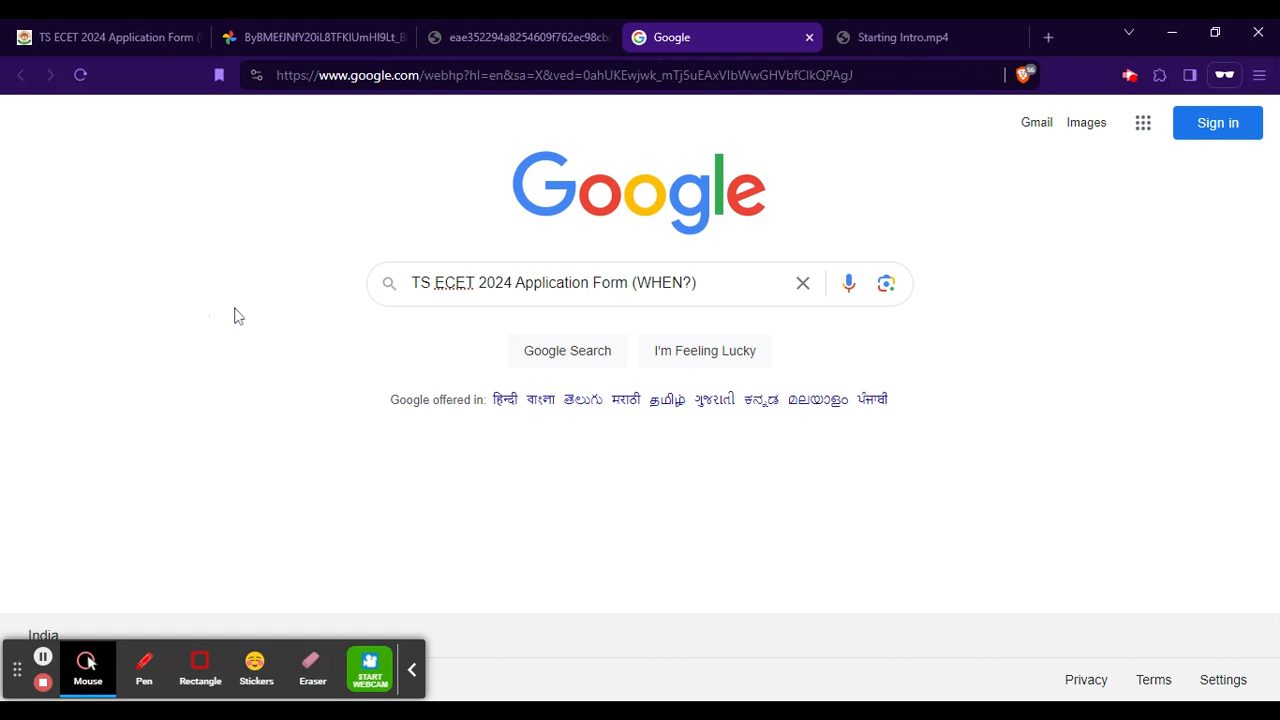 TS ECET 2024 Application Form (
ByBMEfJNfY20iL8TFKlUmHI9Lt_B
eae352294a8254609f762ec98cb
Google
Starting Intro.mp4
https://www.google.com/webhp?hl=en&sa=X&ved=0ahUKEwjwk_mTj5uEAxVIbWwGHVbfClkQPAgJ
56
Gmail Images Sign in
Google
TS ECET 2024 Application Form (WHEN?)
Google Search I'm Feeling Lucky
Google offered in: हिन्दी বাংলা తెలుగు मराठी தமிழ் ગુજરાતી ಕನ್ನಡ മലയാളം ਪੰਜਾਬੀ
India
Mouse Pen Rectangle Stickers Eraser START WEBCAM
Privacy Terms Settings